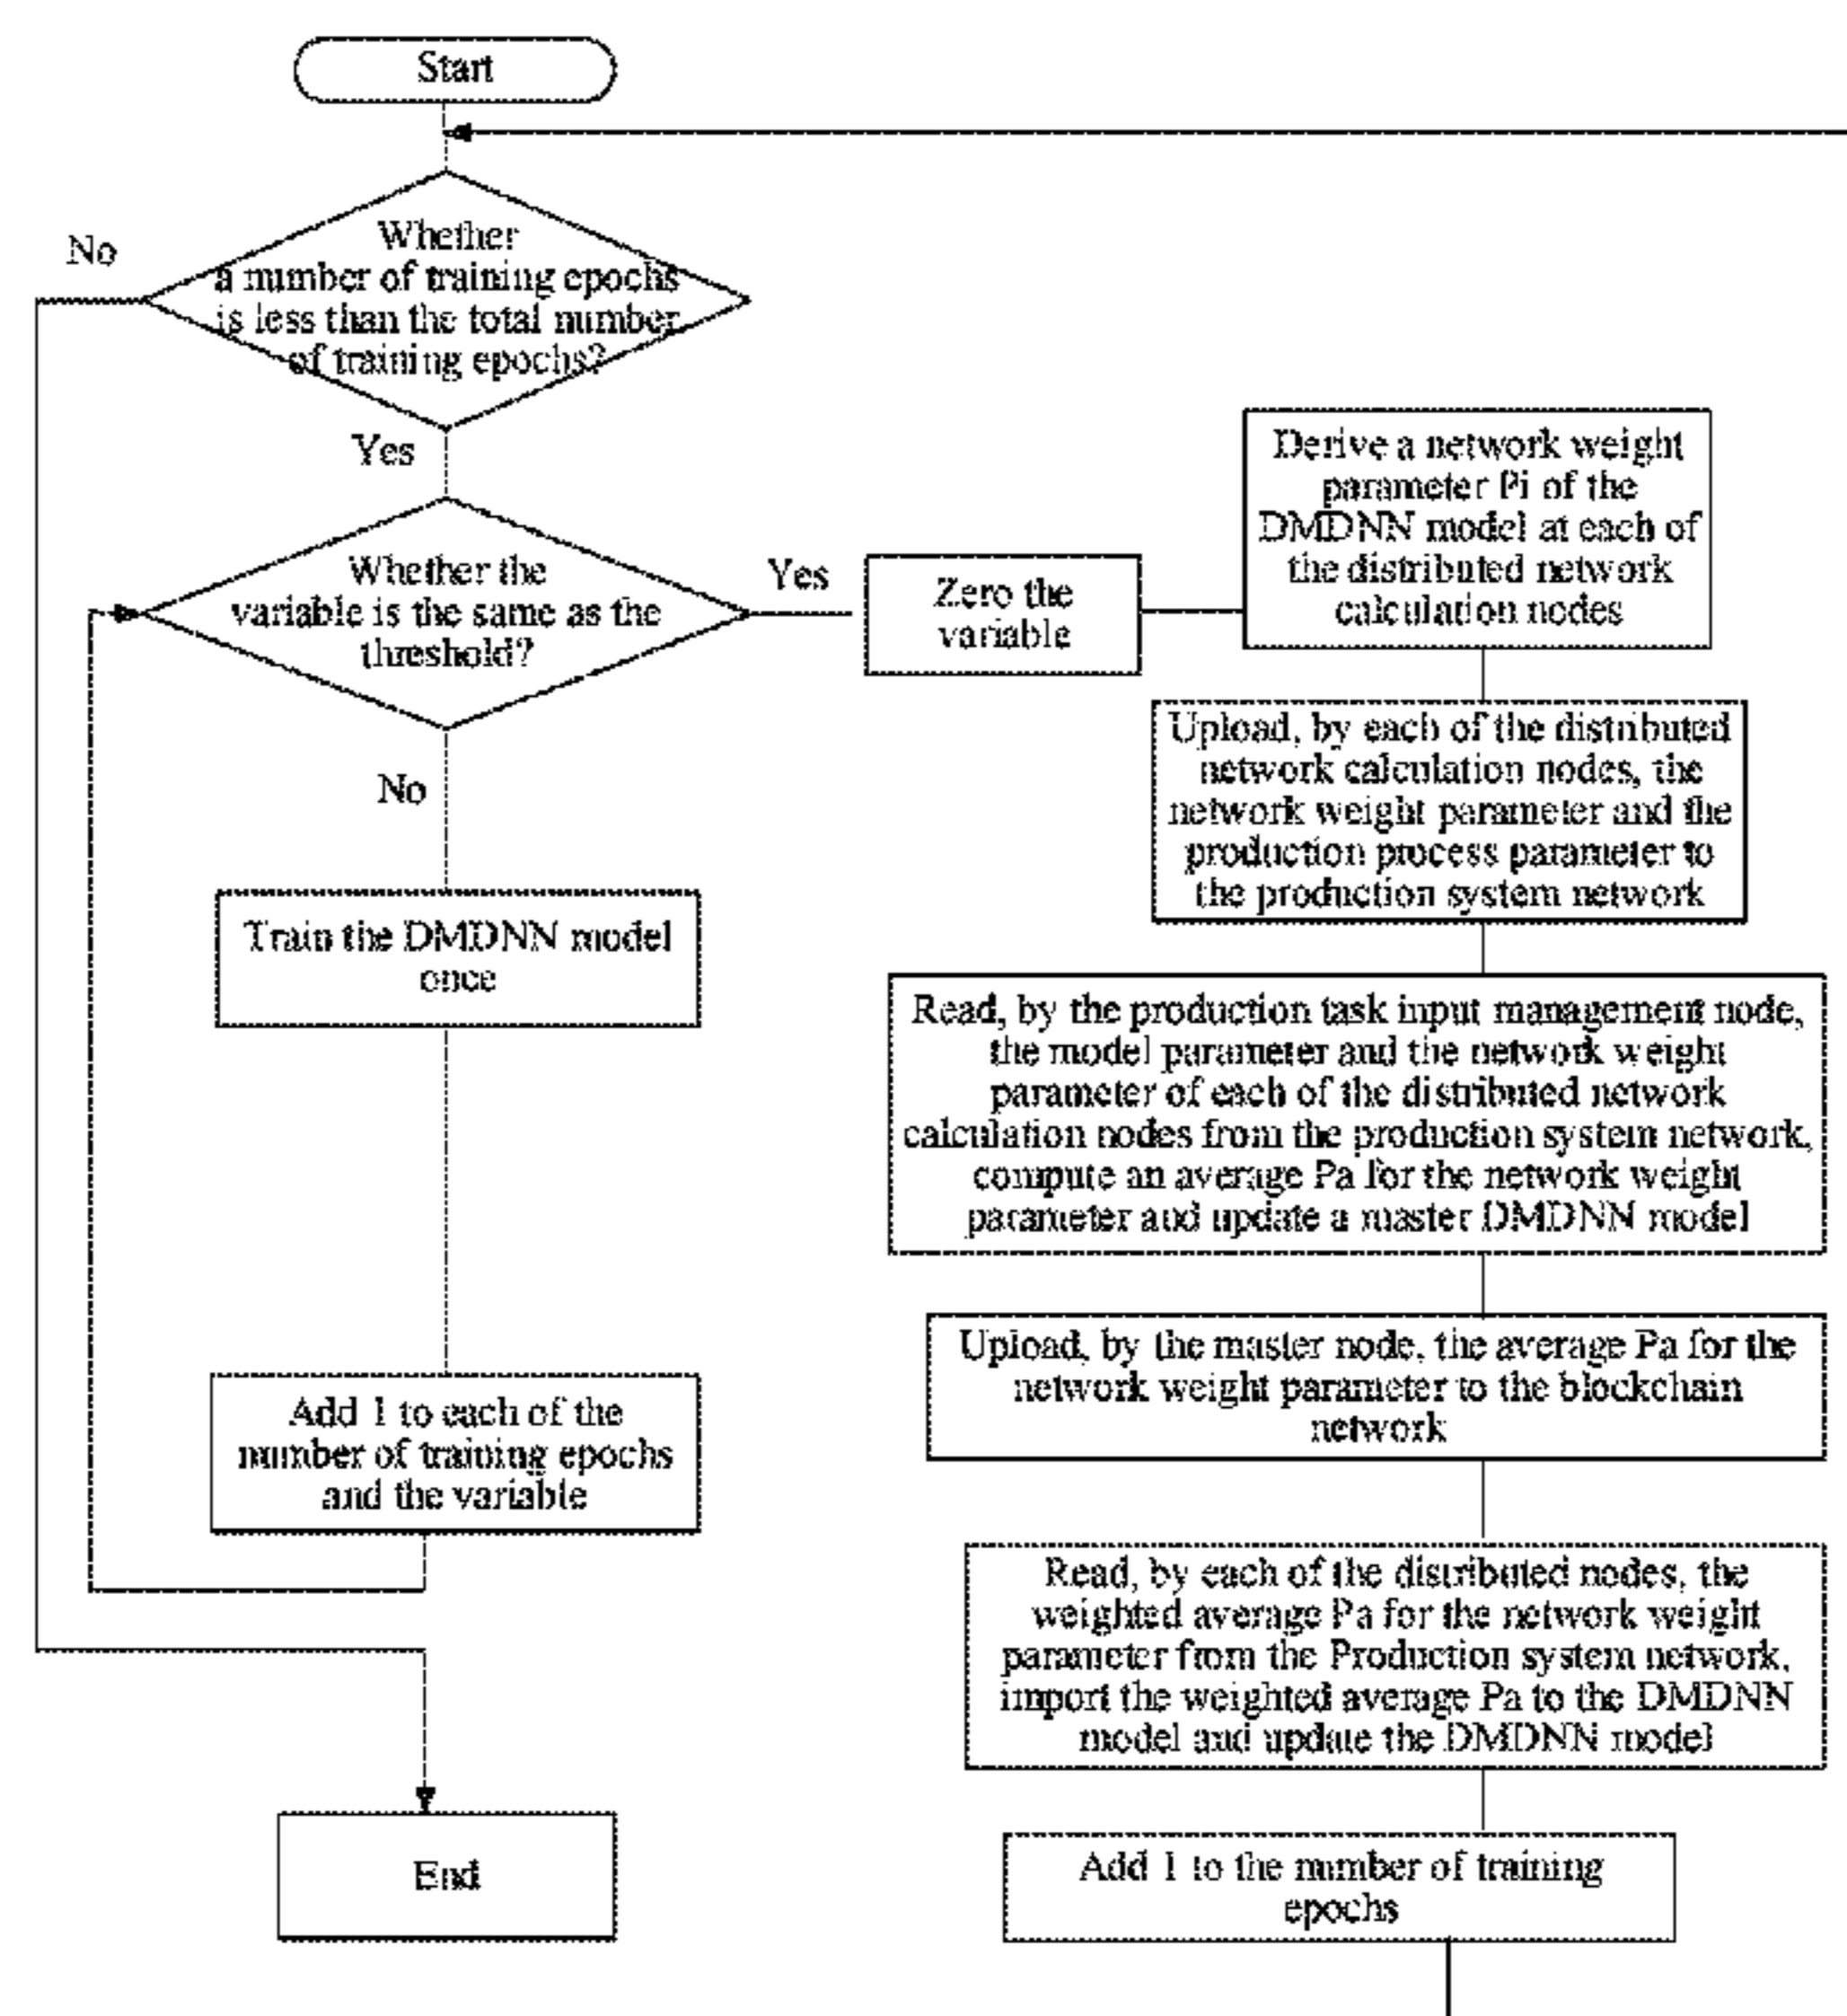 Start
No
Whether
a number of training epochs
is less than the total number
of training epochs?
Yes
Whether the
variable is the same as the
threshold?
Yes
No
Zero the
variable
Derive a network weight
parameter Pi of the
DMDNN model at each of
the distributed network
calculation nodes
Upload, by each of the distributed
network calculation nodes, the
network weight parameter and the
production process parameter to
the production system network
Train the DMDNN model
once
Read, by the production task input management node,
the model parameter and the network weight
parameter of each of the distributed network
calculation nodes from the production system network,
compute an average Pa for the network weight
parameter and update a master DMDNN model
Upload, by the master node, the average Pa for the
network weight parameter to the blockchain
network
Add 1 to each of the
number of training epochs
and the variable
Read, by each of the distributed nodes, the
weighted average Pa for the network weight
parameter from the Production system network,
import the weighted average Pa to the DMDNN
model and update the DMDNN model
End
Add 1 to the number of training
epochs